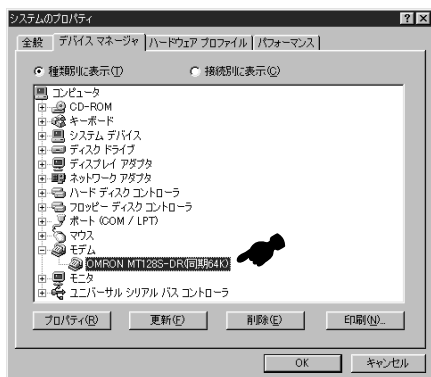 システムのプロパティ
全般 デバイス マネージャ ハードウェア プロファイル パフォーマンス
種類別に表示(T) 接続別に表示(C)
コンピュータ
CD-ROM
キーボード
システム デバイス
ディスク ドライブ
ディスプレイ アダプタ
ネットワーク アダプタ
ハード ディスク コントローラ
フロッピー ディスク コントローラ
ポート (COM / LPT)
マウス
モデム
OMRON MT128S-DR(同期64K)
モニタ
ユニバーサル シリアル バス コントローラ
プロパティ(R) 更新(F) 削除(E) 印刷(N)...
OK キャンセル